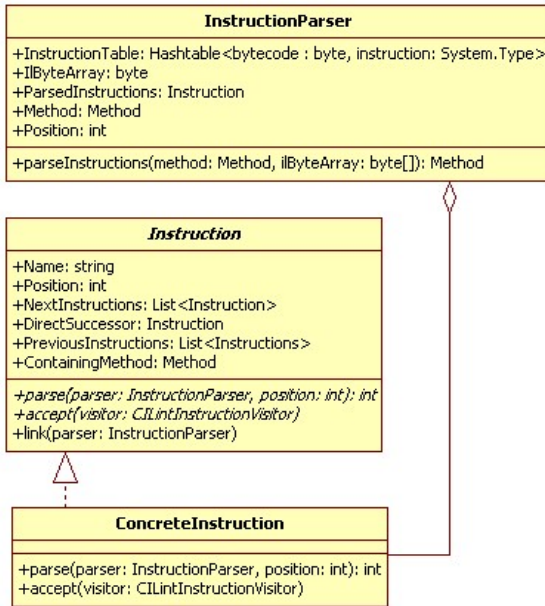 InstructionParser
+InstructionTable: Hashtable<bytecode : byte, instruction: System.Type>
+IlByteArray: byte
+ParsedInstructions: Instruction
+Method: Method
+Position: int
+parseInstructions(method: Method, ilByteArray: byte[]): Method
Instruction
+Name: string
+Position: int
+NextInstructions: List<Instruction>
+DirectSuccessor: Instruction
+PreviousInstructions: List<Instructions>
+ContainingMethod: Method
+parse(parser: InstructionParser, position: int): int
+accept(visitor: CILintInstructionVisitor)
+link(parser: InstructionParser)
ConcreteInstruction
+parse(parser: InstructionParser, position: int): int
+accept(visitor: CILintInstructionVisitor)